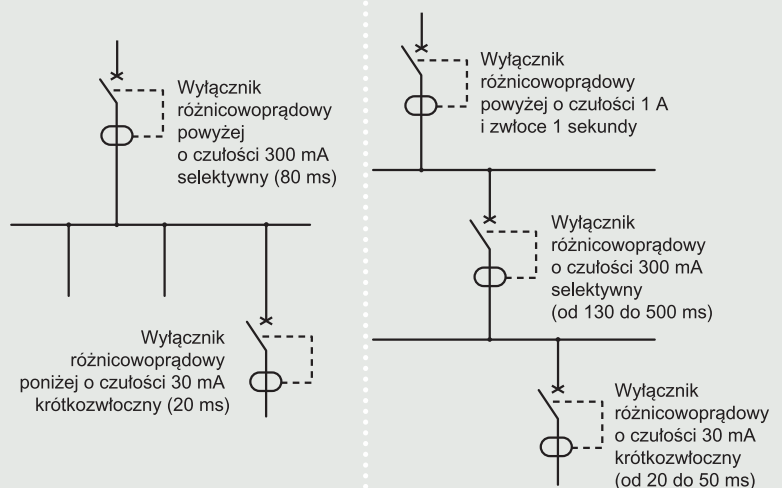 Wyłącznik
różnicowoprądowy
powyżej
o czułości 300 mA
selektywny (80 ms)
Wyłącznik
różnicowoprądowy
poniżej o czułości 30 mA
krótkozwłoczny (20 ms)
Wyłącznik
różnicowoprądowy
powyżej o czułości 1 A
i zwłoce 1 sekundy
Wyłącznik
różnicowoprądowy
o czułości 300 mA
selektywny
(od 130 do 500 ms)
Wyłącznik
różnicowoprądowy
o czułości 30 mA
krótkozwłoczny
(od 20 do 50 ms)